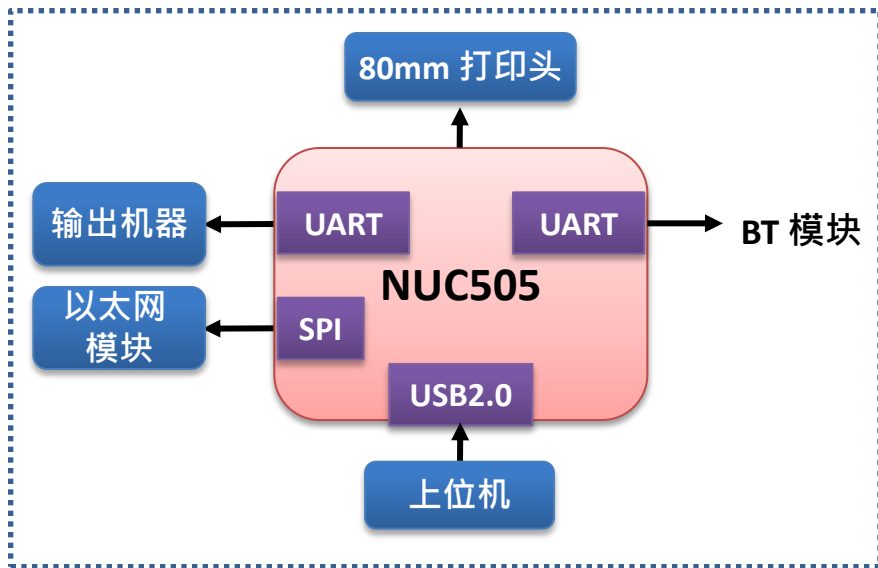 80mm 打印头
输出机器
UART
UART
BT 模块
NUC505
以太网
模块
SPI
USB2.0
上位机